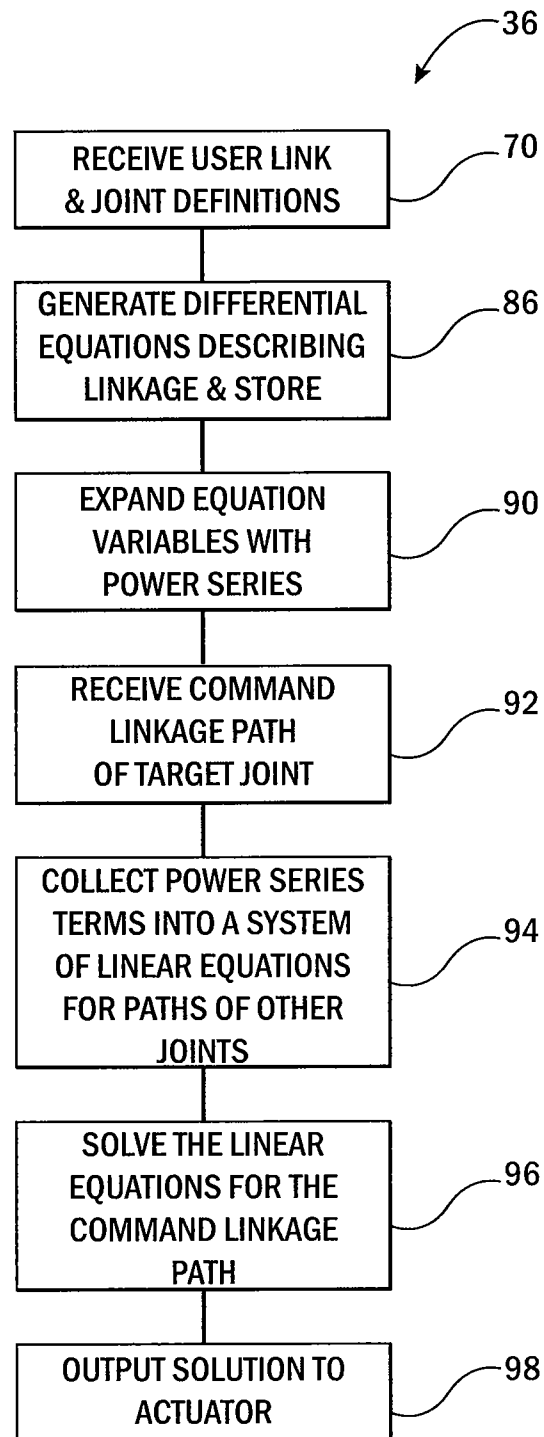 36
RECEIVE USER LINK
& JOINT DEFINITIONS
70
GENERATE DIFFERENTIAL
EQUATIONS DESCRIBING
LINKAGE & STORE
86
EXPAND EQUATION
VARIABLES WITH
POWER SERIES
90
RECEIVE COMMAND
LINKAGE PATH
OF TARGET JOINT
92
COLLECT POWER SERIES
TERMS INTO A SYSTEM
OF LINEAR EQUATIONS
FOR PATHS OF OTHER
JOINTS
94
SOLVE THE LINEAR
EQUATIONS FOR THE
COMMAND LINKAGE
PATH
96
OUTPUT SOLUTION TO
ACTUATOR
98